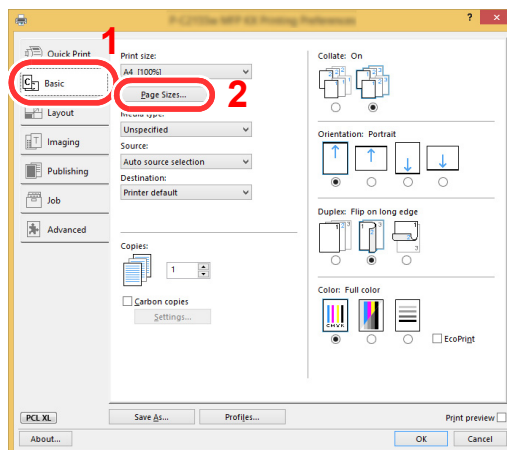 P-C2155w MFP KX Printing Preferences
?
1
Quick Print
Basic
Layout
Imaging
Publishing
Job
Advanced
Print size:
A4 [100%]
Page Sizes...
2
Media type:
Unspecified
Source:
Auto source selection
Destination:
Printer default
Copies:
1
Carbon copies
Settings...
Collate: On
Orientation: Portrait
Duplex: Flip on long edge
Color: Full color
CMYK
EcoPrint
PCL XL
Save As...
Profiles...
Print preview
About...
OK
Cancel